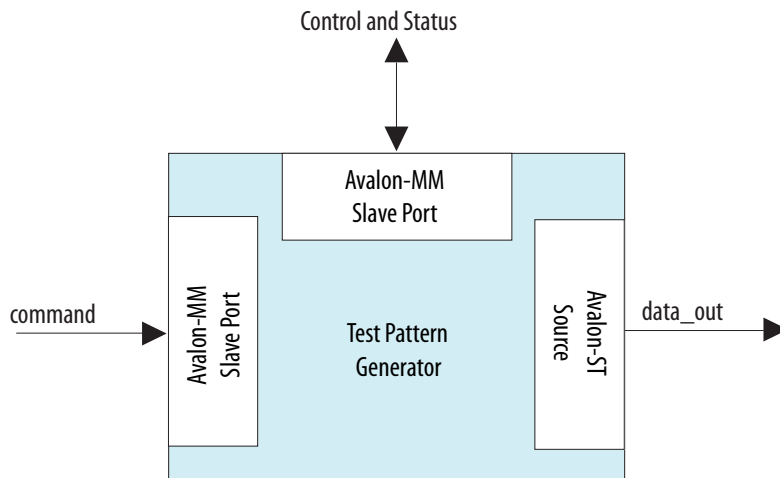 Control and Status
Avalon-MM
Slave Port
command
Avalon-MM
Slave Port
Test Pattern
Generator
Avalon-ST
Source
data_out